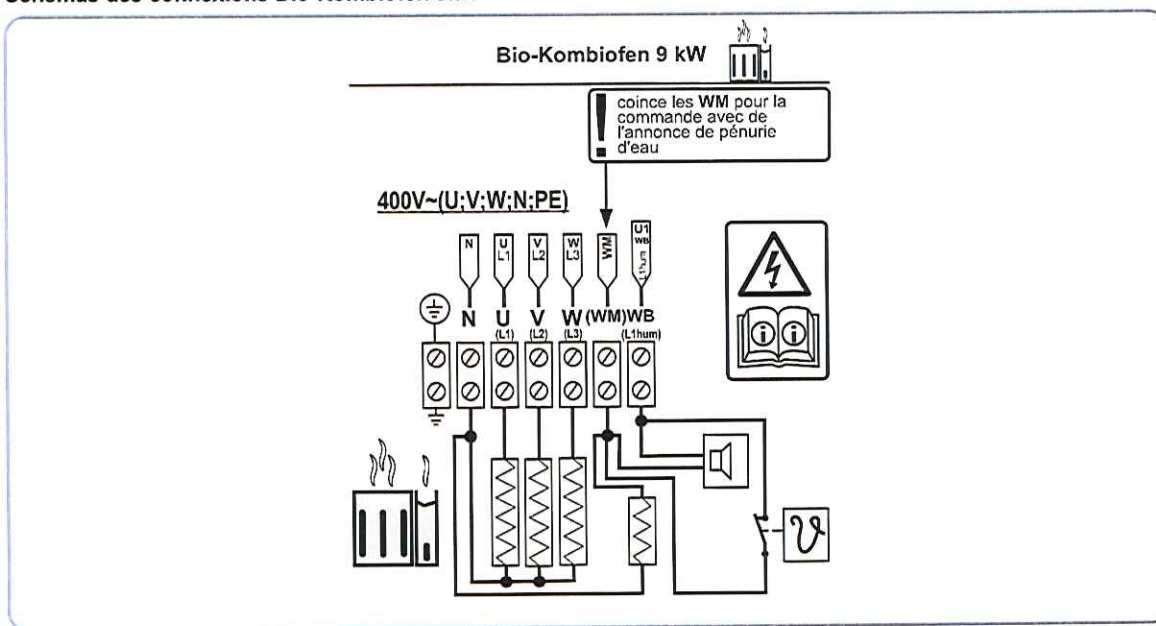 Bio-Kombiofen 9 kW
! coince les WM pour la
commande avec de
l'annonce de pénurie
d'eau
400V~(U;V;W;N;PE)
N
U L1
V L2
W L3
WM
U1 WB L1hum
N U V W (WM) WB
(L1) (L2) (L3) (L1hum)